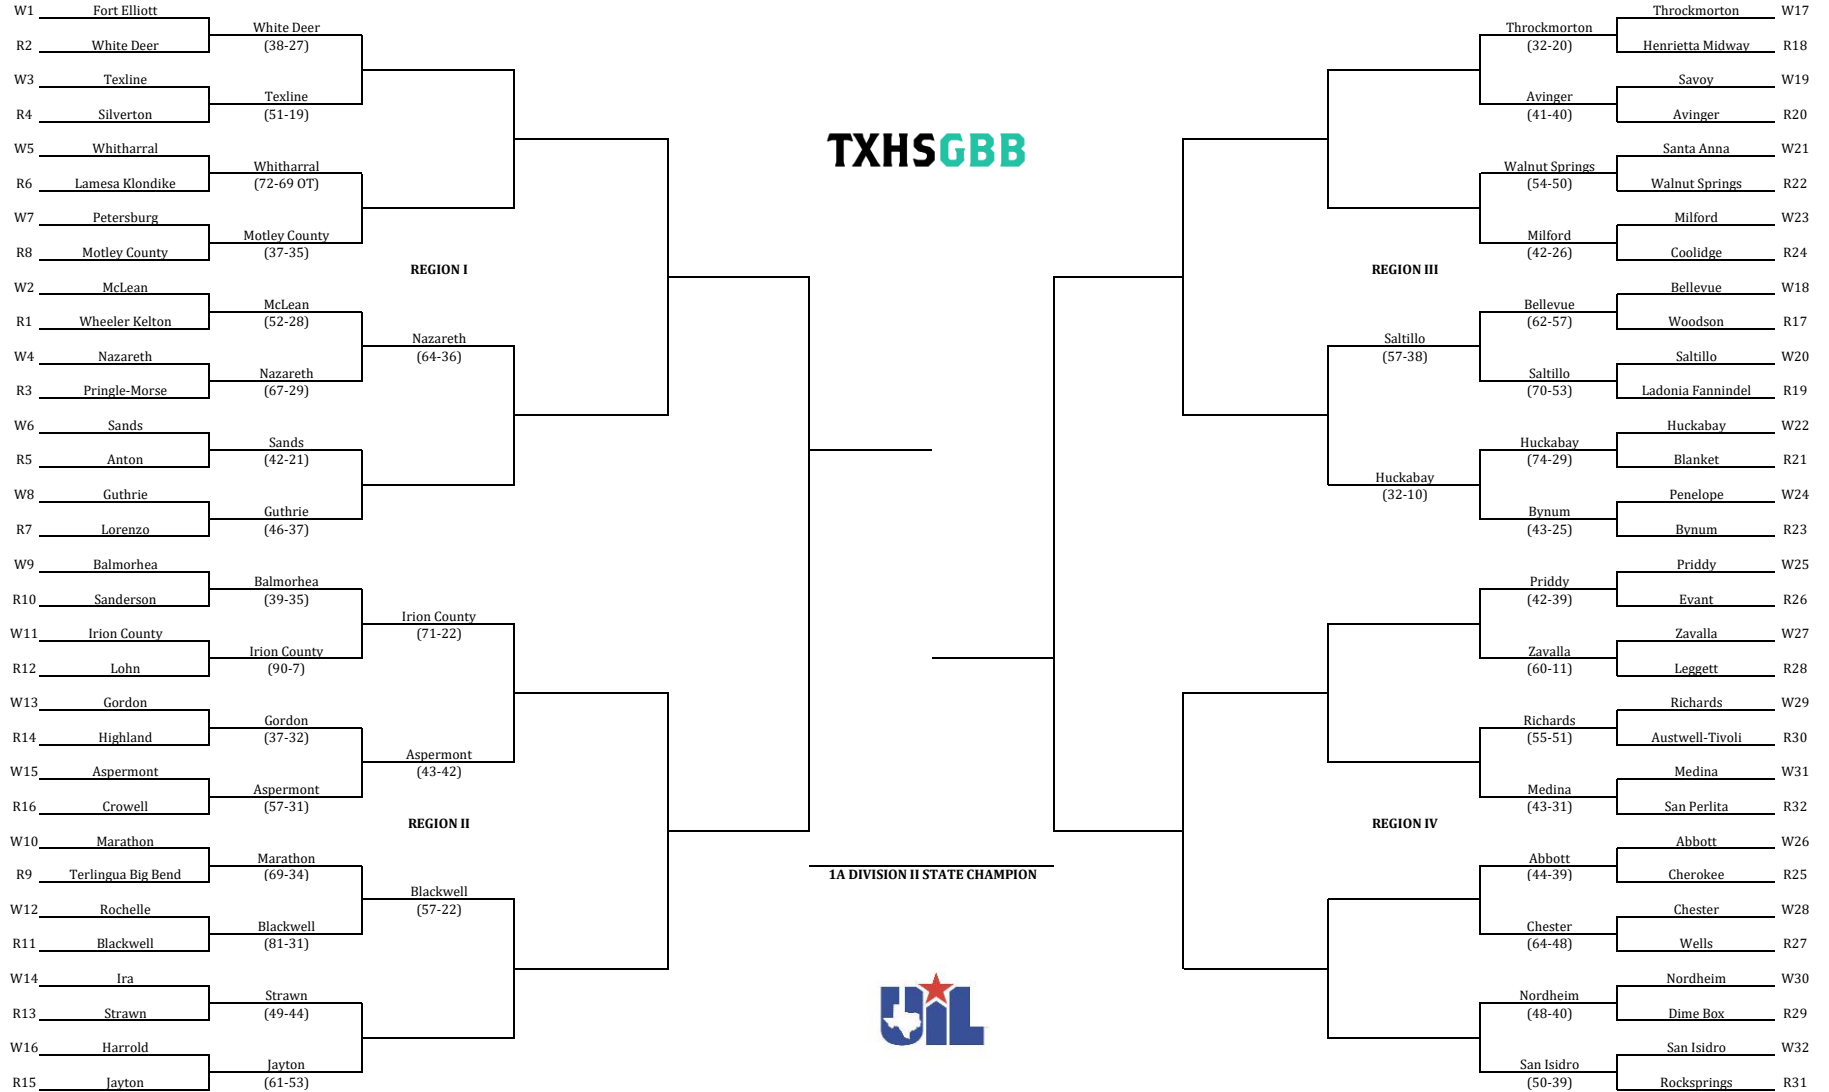 W1 Fort Elliott
White Deer
R2 White Deer
(38-27)
W3 Texline
Texline
R4 Silverton
(51-19)
W5 Whitharral
Whitharral
R6 Lamesa Klondike
(72-69 OT)
W7 Petersburg
Motley County
R8 Motley County
(37-35)
REGION I
W2 McLean
McLean
R1 Wheeler Kelton
(52-28)
Nazareth
(64-36)
W4 Nazareth
Nazareth
R3 Pringle-Morse
(67-29)
W6 Sands
Sands
R5 Anton
(42-21)
W8 Guthrie
Guthrie
R7 Lorenzo
(46-37)
W9 Balmorhea
Balmorhea
R10 Sanderson
(39-35)
Irion County
(71-22)
W11 Irion County
Irion County
R12 Lohn
(90-7)
W13 Gordon
Gordon
R14 Highland
(37-32)
Aspermont
(43-42)
W15 Aspermont
Aspermont
R16 Crowell
(57-31)
REGION II
W10 Marathon
Marathon
R9 Terlingua Big Bend
(69-34)
Blackwell
(57-22)
W12 Rochelle
Blackwell
R11 Blackwell
(81-31)
W14 Ira
Strawn
R13 Strawn
(49-44)
W16 Harrold
Jayton
R15 Jayton
(61-53)
TXHSGBB
1A DIVISION II STATE CHAMPION
UIL
Throckmorton W17
Throckmorton
Henrietta Midway R18
(32-20)
Savoy W19
Avinger
Avinger R20
(41-40)
Santa Anna W21
Walnut Springs
Walnut Springs R22
(54-50)
Milford W23
Milford
Coolidge R24
(42-26)
REGION III
Bellevue W18
Bellevue
Woodson R17
(62-57)
Saltillo
(57-38)
Saltillo W20
Saltillo
Ladonia Fannindel R19
(70-53)
Huckabay W22
Huckabay
Blanket R21
(74-29)
Huckabay
(32-10)
Penelope W24
Bynum
Bynum R23
(43-25)
Priddy W25
Priddy
Evant R26
(42-39)
Zavalla W27
Zavalla
Leggett R28
(60-11)
Richards W29
Richards
Austwell-Tivoli R30
(55-51)
Medina W31
Medina
San Perlita R32
(43-31)
REGION IV
Abbott W26
Abbott
Cherokee R25
(44-39)
Chester W28
Chester
Wells R27
(64-48)
Nordheim W30
Nordheim
Dime Box R29
(48-40)
San Isidro W32
San Isidro
Rocksprings R31
(50-39)